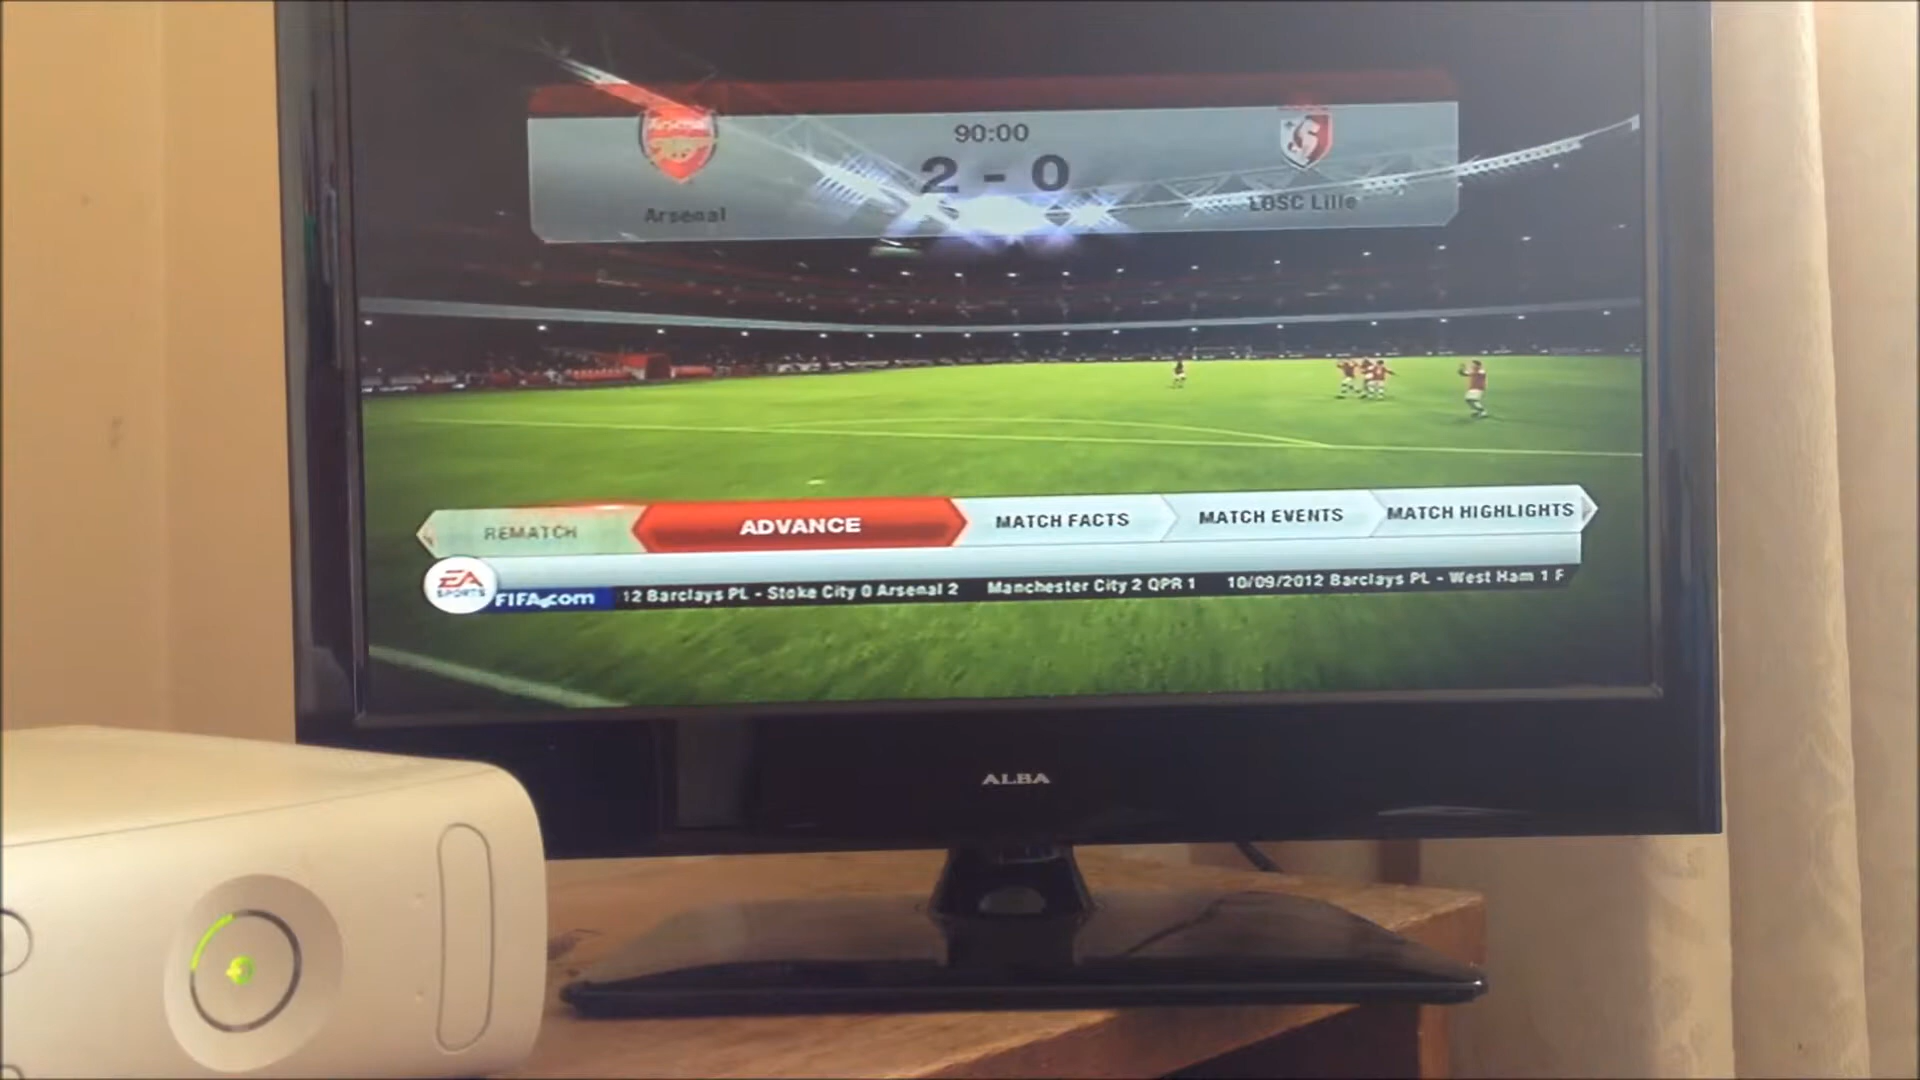 Arsenal
90:00
2 - 0
Arsenal
LOSC Lille
REMATCH
ADVANCE
MATCH FACTS
MATCH EVENTS
MATCH HIGHLIGHTS
EA SPORTS
FIFA.com
12 Barclays PL - Stoke City 0 Arsenal 2 Manchester City 2 QPR 1 10/09/2012 Barclays PL - West Ham 1 F
ALBA